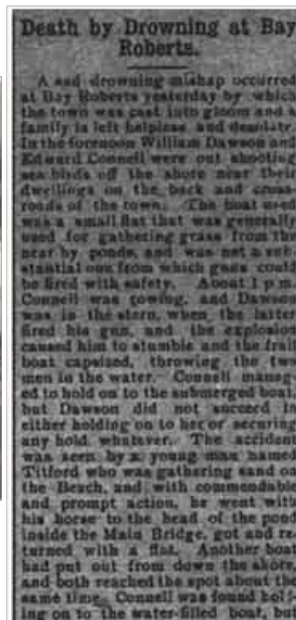 Death by Drowning at Bay
Roberts.
A sad drowning mishap occurred
at Bay Roberts yesterday by which
the town was cast into gloom and a
family is left helpless and desolate.
In the forenoon William Dawson and
Edward Connell were out shooting
sea birds off the shore near their
dwellings on the back and cross-
roads of the town. The boat used
was a small flat that was generally
used for gathering grass from the
near by ponds, and was not a sub-
stantial one from which guns could
be fired with safety. About 1 p.m.
Connell was towing, and Dawson
was in the stern, when the latter
fired his gun, and the explosion
caused him to stumble and the frail
boat capsized, throwing the two
men in the water. Connell manag-
ed to hold on to the submerged boat,
but Dawson did not succeed in
either holding on to her or securing
any hold whatever. The accident
was seen by a young man named
Titford who was gathering sand on
the Beach, and with commendable
and prompt action, he went with
his horse to the head of the pond
inside the Main Bridge, got and re-
turned with a flat. Another boat
had put out from down the shore,
and both reached the spot about the
same time. Connell was found hold-
ing on to the water-filled boat, but